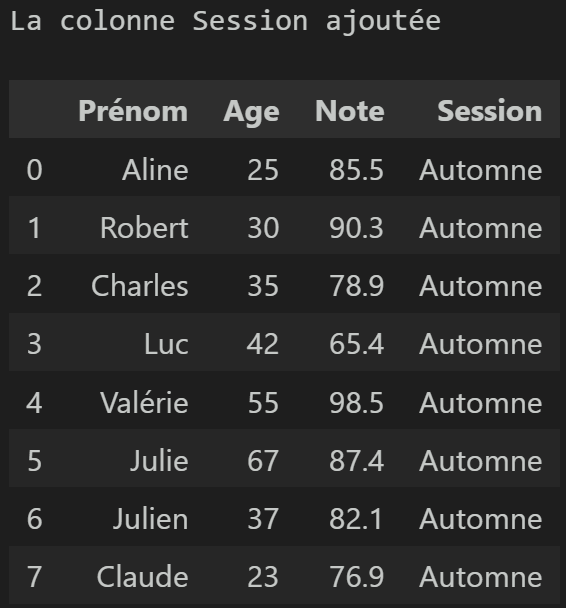 La colonne Session ajoutée
Prénom Age Note Session
0 Aline 25 85.5 Automne
1 Robert 30 90.3 Automne
2 Charles 35 78.9 Automne
3 Luc 42 65.4 Automne
4 Valérie 55 98.5 Automne
5 Julie 67 87.4 Automne
6 Julien 37 82.1 Automne
7 Claude 23 76.9 Automne